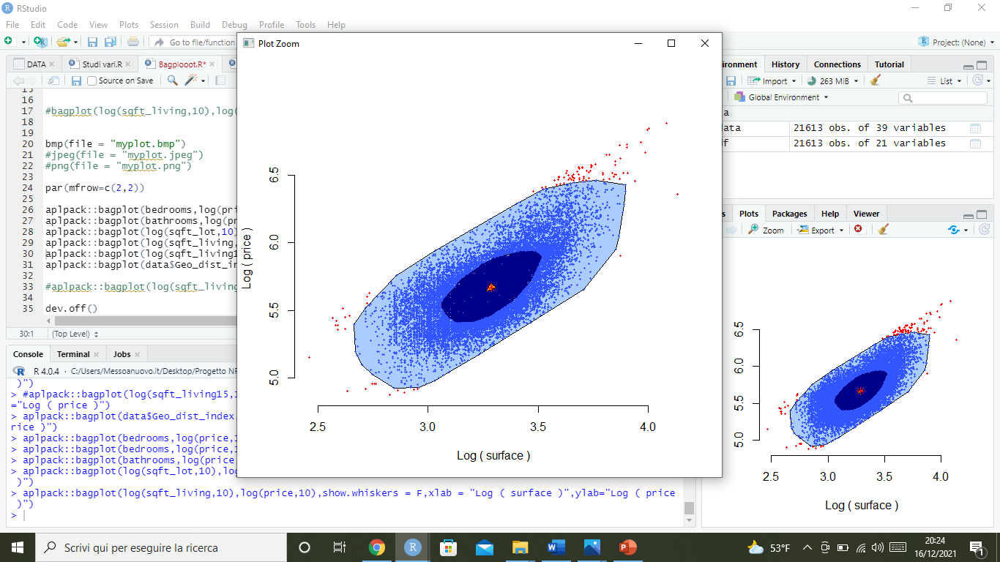 RStudio
File Edit Code View Plots Session Build Debug Profile Tools Help
Go to file/function
Project: (None)
DATA
Studi vari.R
Bagplooot.R*
Source on Save
16
17 #bagplot(log(sqft_living,10),log(
18
19
20 bmp(file = "myplot.bmp")
21 #jpeg(file = "myplot.jpeg")
22 #png(file = "myplot.png")
23
24 par(mfrow=c(2,2))
25
26 aplpack::bagplot(bedrooms,log(pri
27 aplpack::bagplot(bathrooms,log(pr
28 aplpack::bagplot(log(sqft_lot,10)
29 aplpack::bagplot(log(sqft_living,
30 aplpack::bagplot(log(sqft_living1
31 aplpack::bagplot(data$Geo_dist_in
32
33 #aplpack::bagplot(log(sqft_living
34
35 dev.off()
30:1 (Top Level)
Console Terminal Jobs
R 4.0.4 · C:/Users/Messoanuovo.it/Desktop/Progetto NP
)")
> #aplpack::bagplot(log(sqft_living15,1
="Log ( price )")
> aplpack::bagplot(data$Geo_dist_index,
rice )")
> aplpack::bagplot(bedrooms,log(price,1
> aplpack::bagplot(bedrooms,log(price,1
> aplpack::bagplot(bathrooms,log(price,
> aplpack::bagplot(log(sqft_lot,10),log
)")
> aplpack::bagplot(log(sqft_living,10),log(price,10),show.whiskers = F,xlab = "Log ( surface )",ylab="Log ( price
)")
>
Plot Zoom
Log ( price )
6.5
6.0
5.5
5.0
2.5 3.0 3.5 4.0
Log ( surface )
ironment History Connections Tutorial
Import 263 MiB List
Global Environment
a
data 21613 obs. of 39 variables
f 21613 obs. of 21 variables
s Plots Packages Help Viewer
Zoom Export
6.5
6.0
5.5
5.0
2.5 3.0 3.5 4.0
Log ( surface )
Scrivi qui per eseguire la ricerca
53°F
20:24
16/12/2021
1